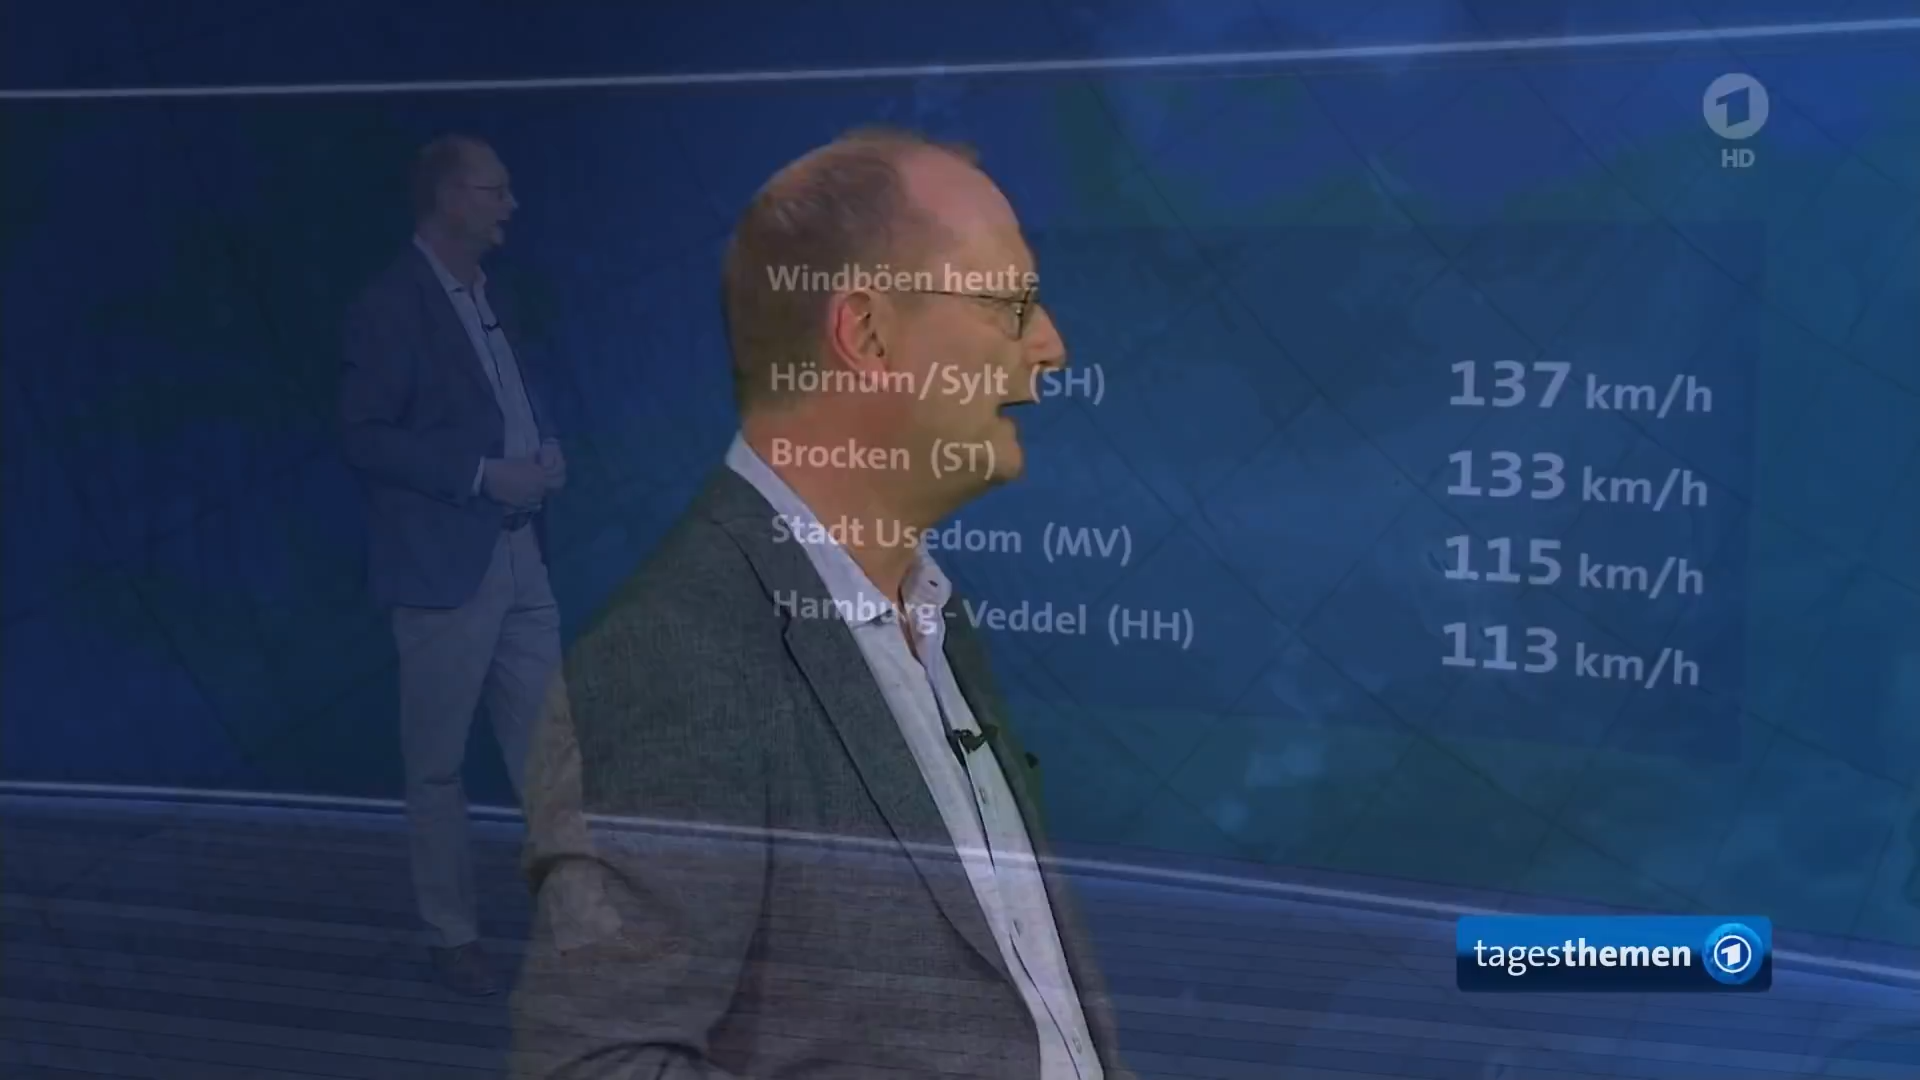 HD
Windböen heute
Hörnum/Sylt (SH) 137 km/h
Brocken (ST) 133 km/h
Stadt Usedom (MV) 115 km/h
Hamburg-Veddel (HH) 113 km/h
tagesthemen